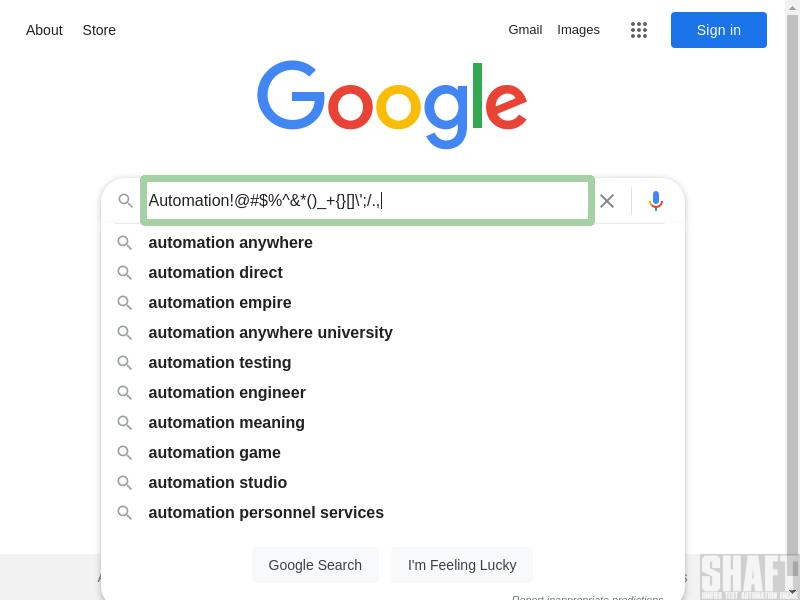 About Store Gmail Images Sign in
Google
Automation!@#$%^&*()_+{}[]\';/.,
automation anywhere
automation direct
automation empire
automation anywhere university
automation testing
automation engineer
automation meaning
automation game
automation studio
automation personnel services
Google Search I'm Feeling Lucky
Report inappropriate predictions
SHAFT